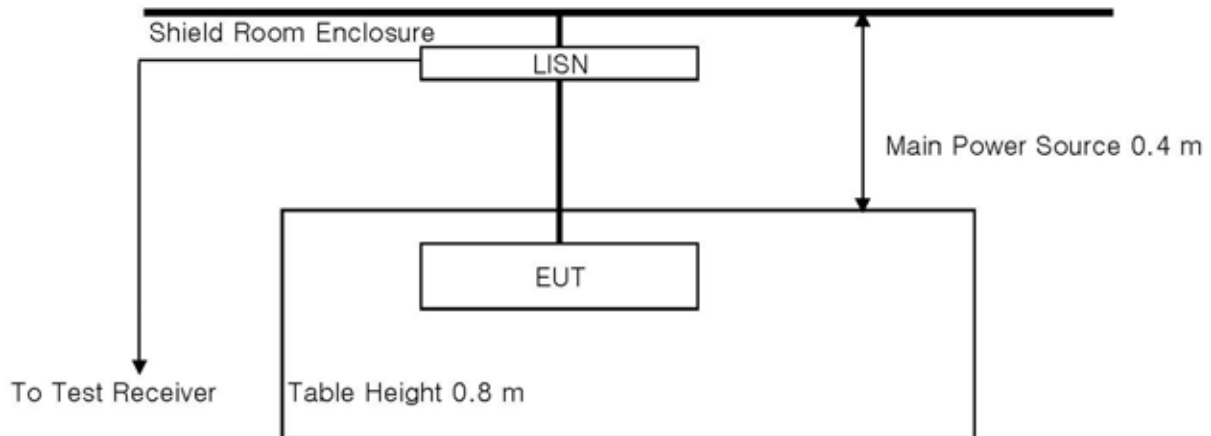 Shield Room Enclosure
LISN
Main Power Source 0.4 m
EUT
To Test Receiver
Table Height 0.8 m